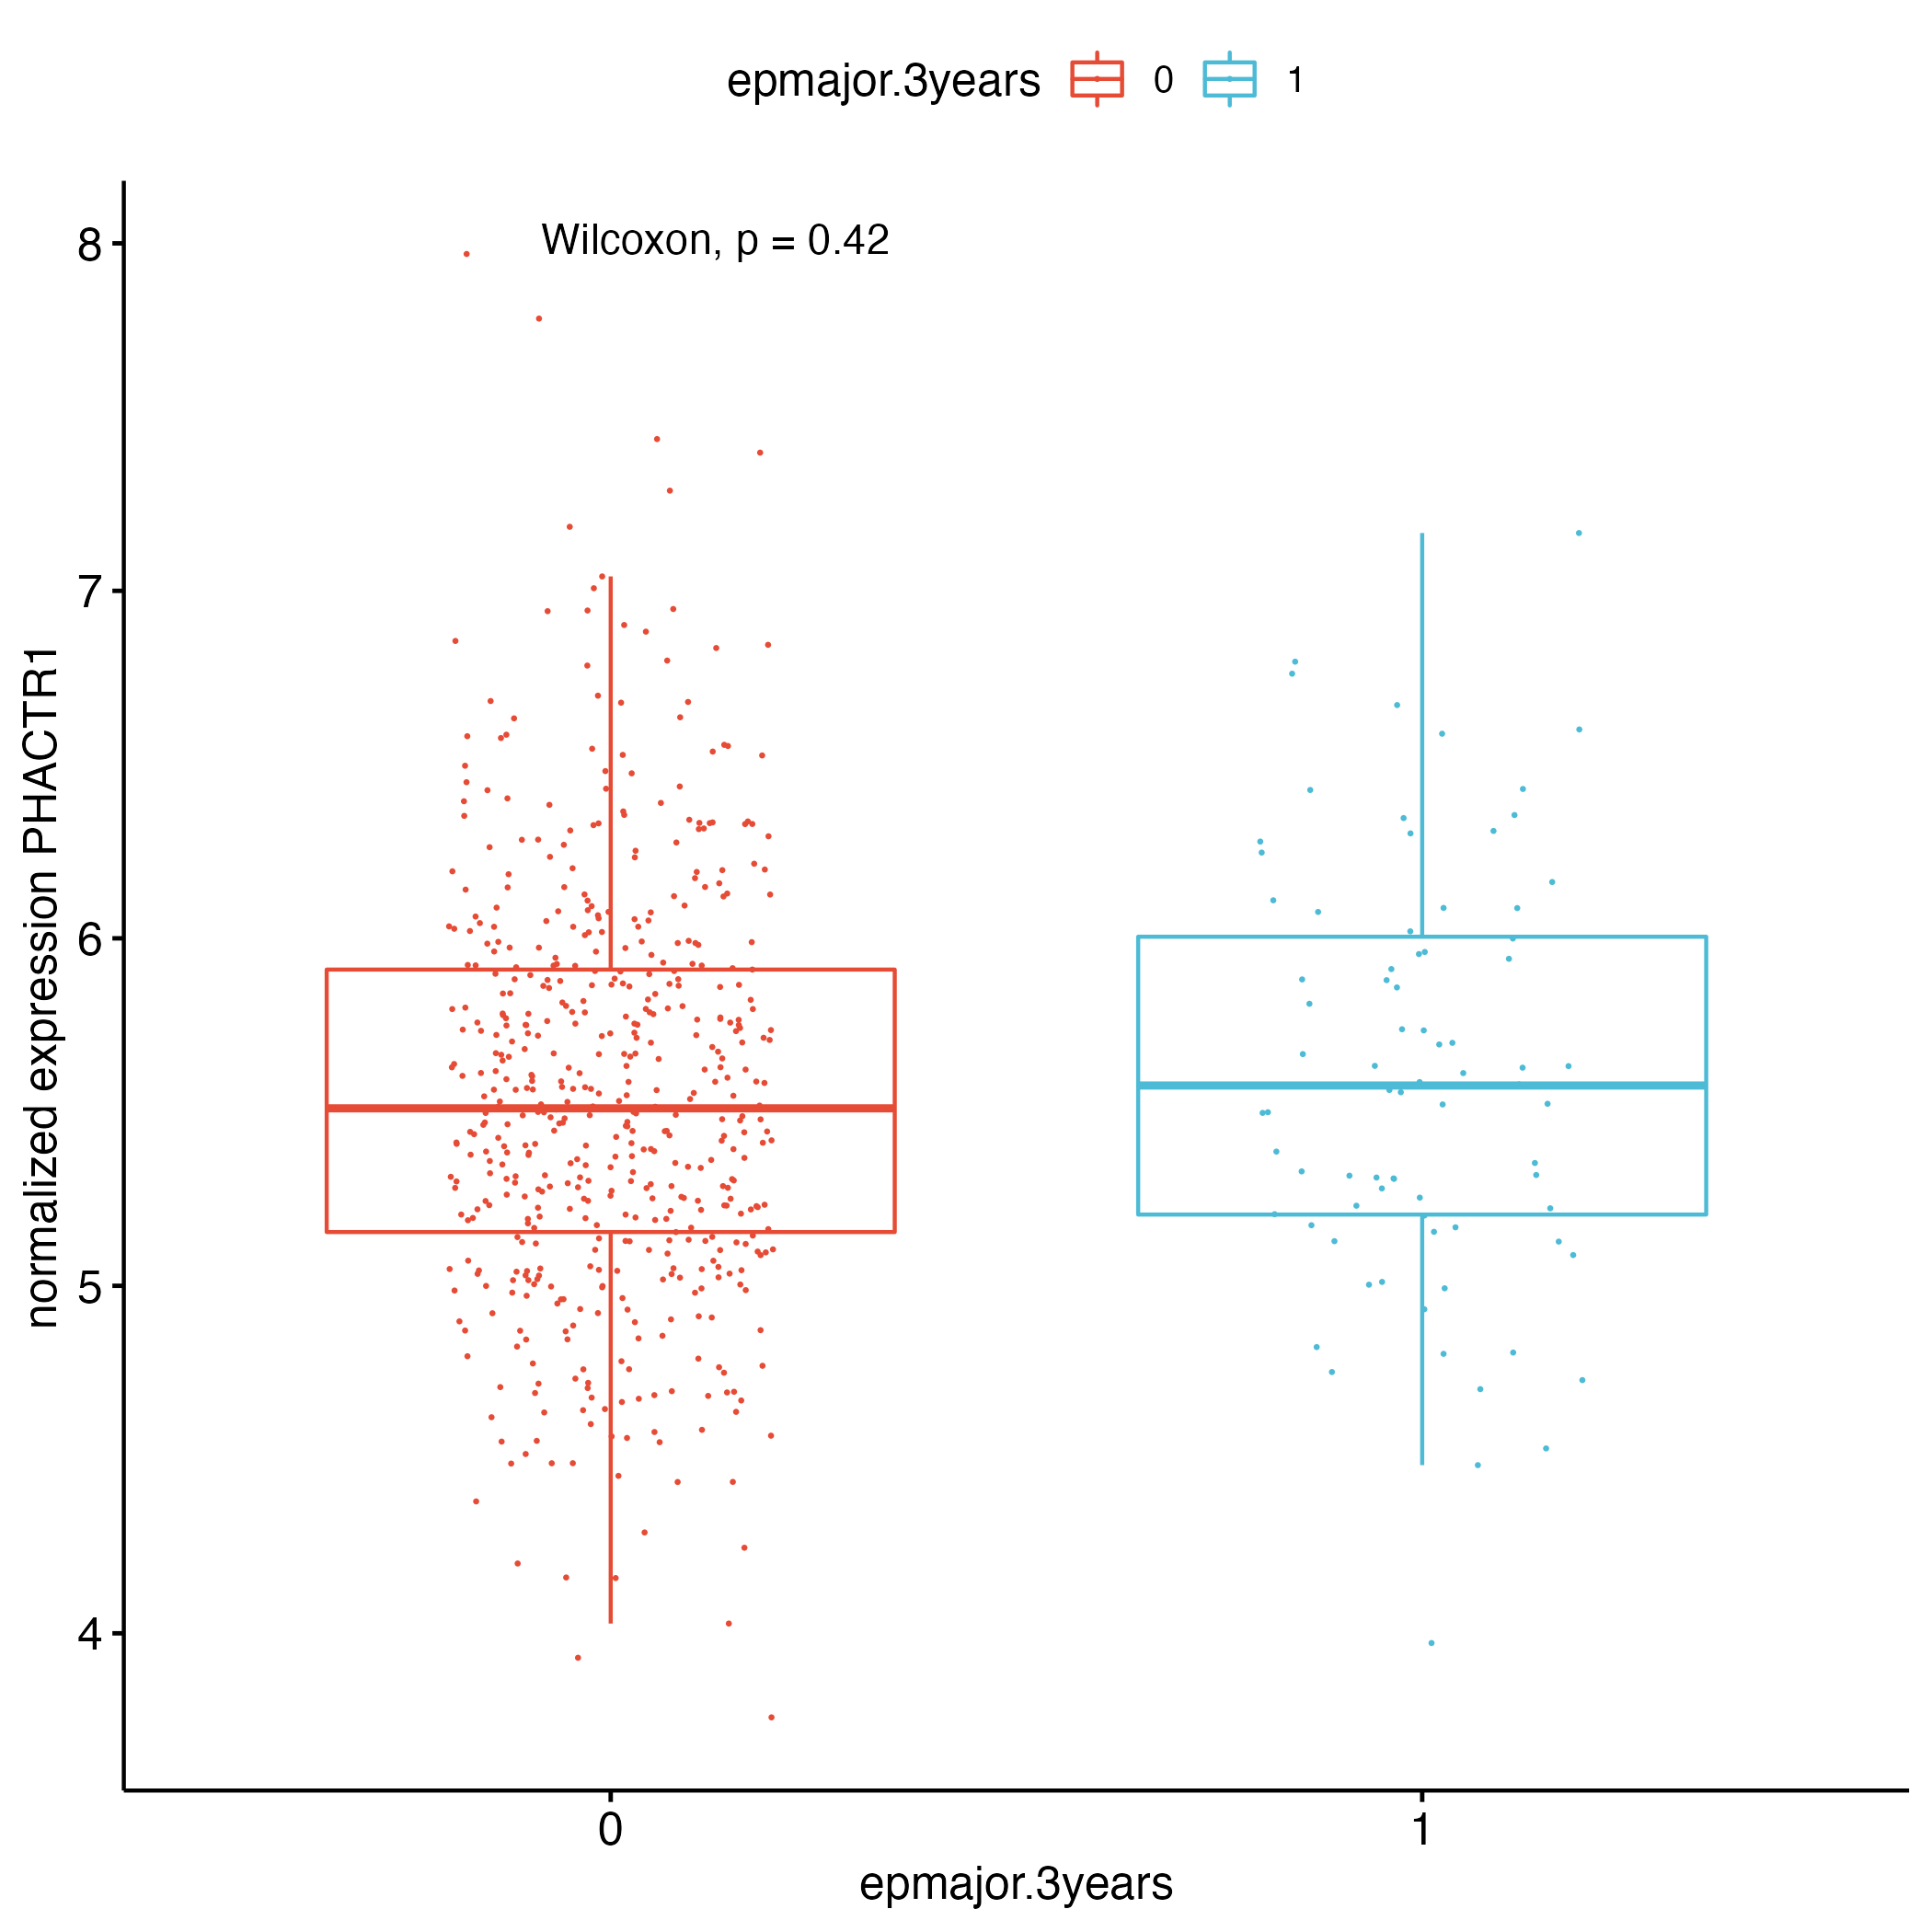 epmajor.3years 0 1
Wilcoxon, p = 0.42
8
7
6
5
4
normalized expression PHACTR1
0 1
epmajor.3years